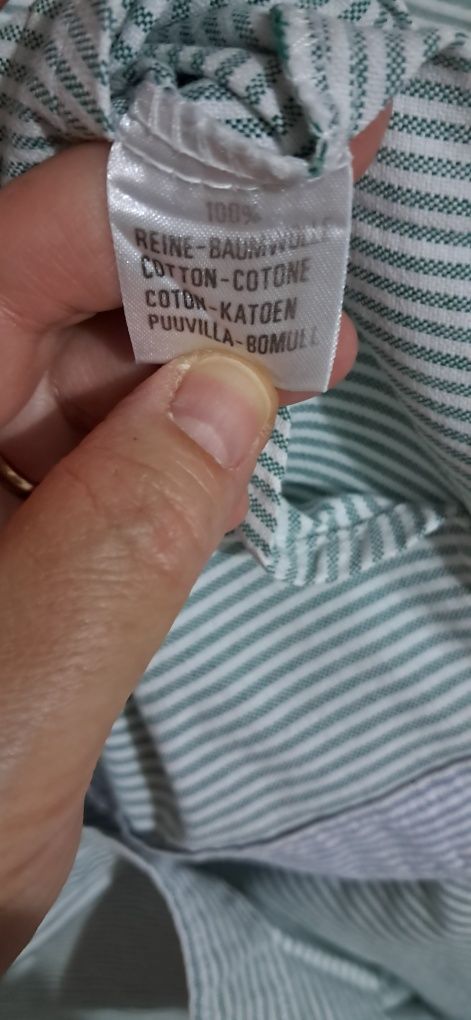 100%
REINE-BAUMWOLLE
COTTON-COTONE
COTON-KATOEN
PUUVILLA-BOMULL